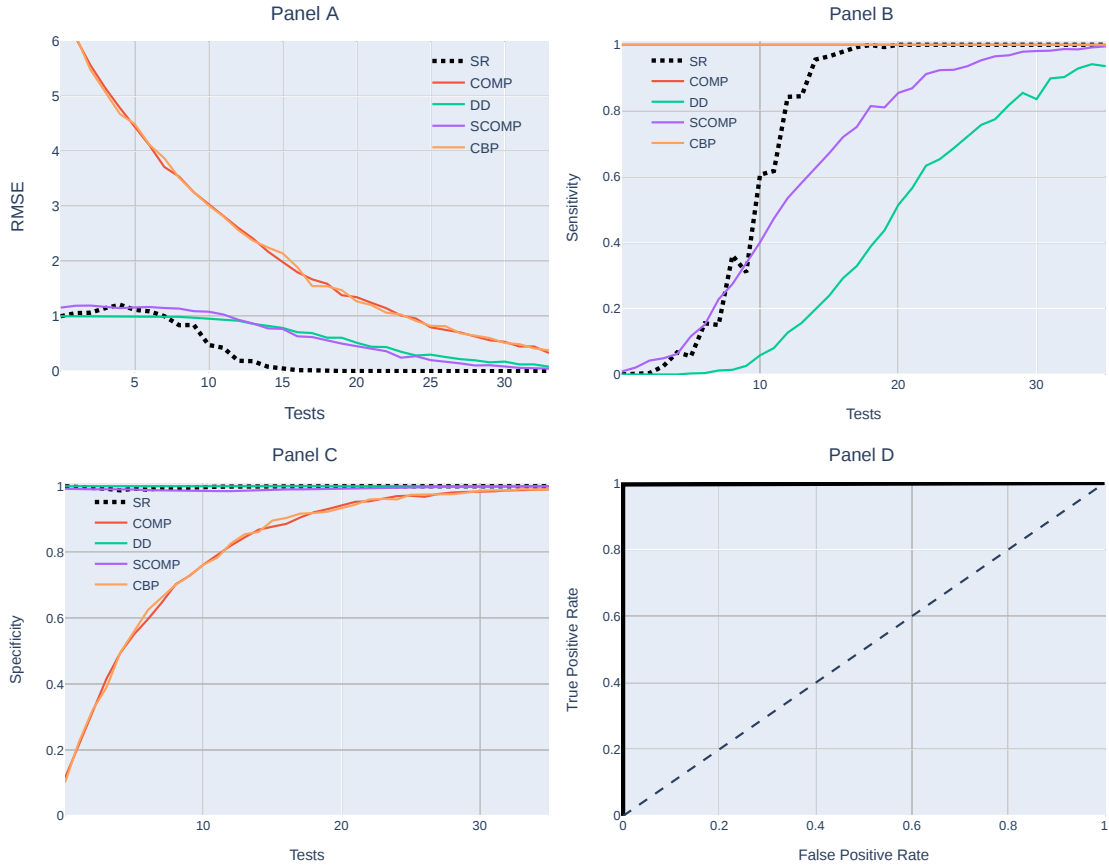 Panel A
6
5
4
3
2
1
0
RMSE
SR
COMP
DD
SCOMP
CBP
5
10
15
20
25
30
Tests
Panel B
1
0.8
0.6
0.4
0.2
0
Sensitivity
SR
COMP
DD
SCOMP
CBP
10
20
30
Tests
Panel C
1
0.8
0.6
0.4
0.2
0
Specificity
SR
COMP
DD
SCOMP
CBP
10
20
30
Tests
Panel D
1
0.8
0.6
0.4
0.2
0
True Positive Rate
0
0.2
0.4
0.6
0.8
1
False Positive Rate